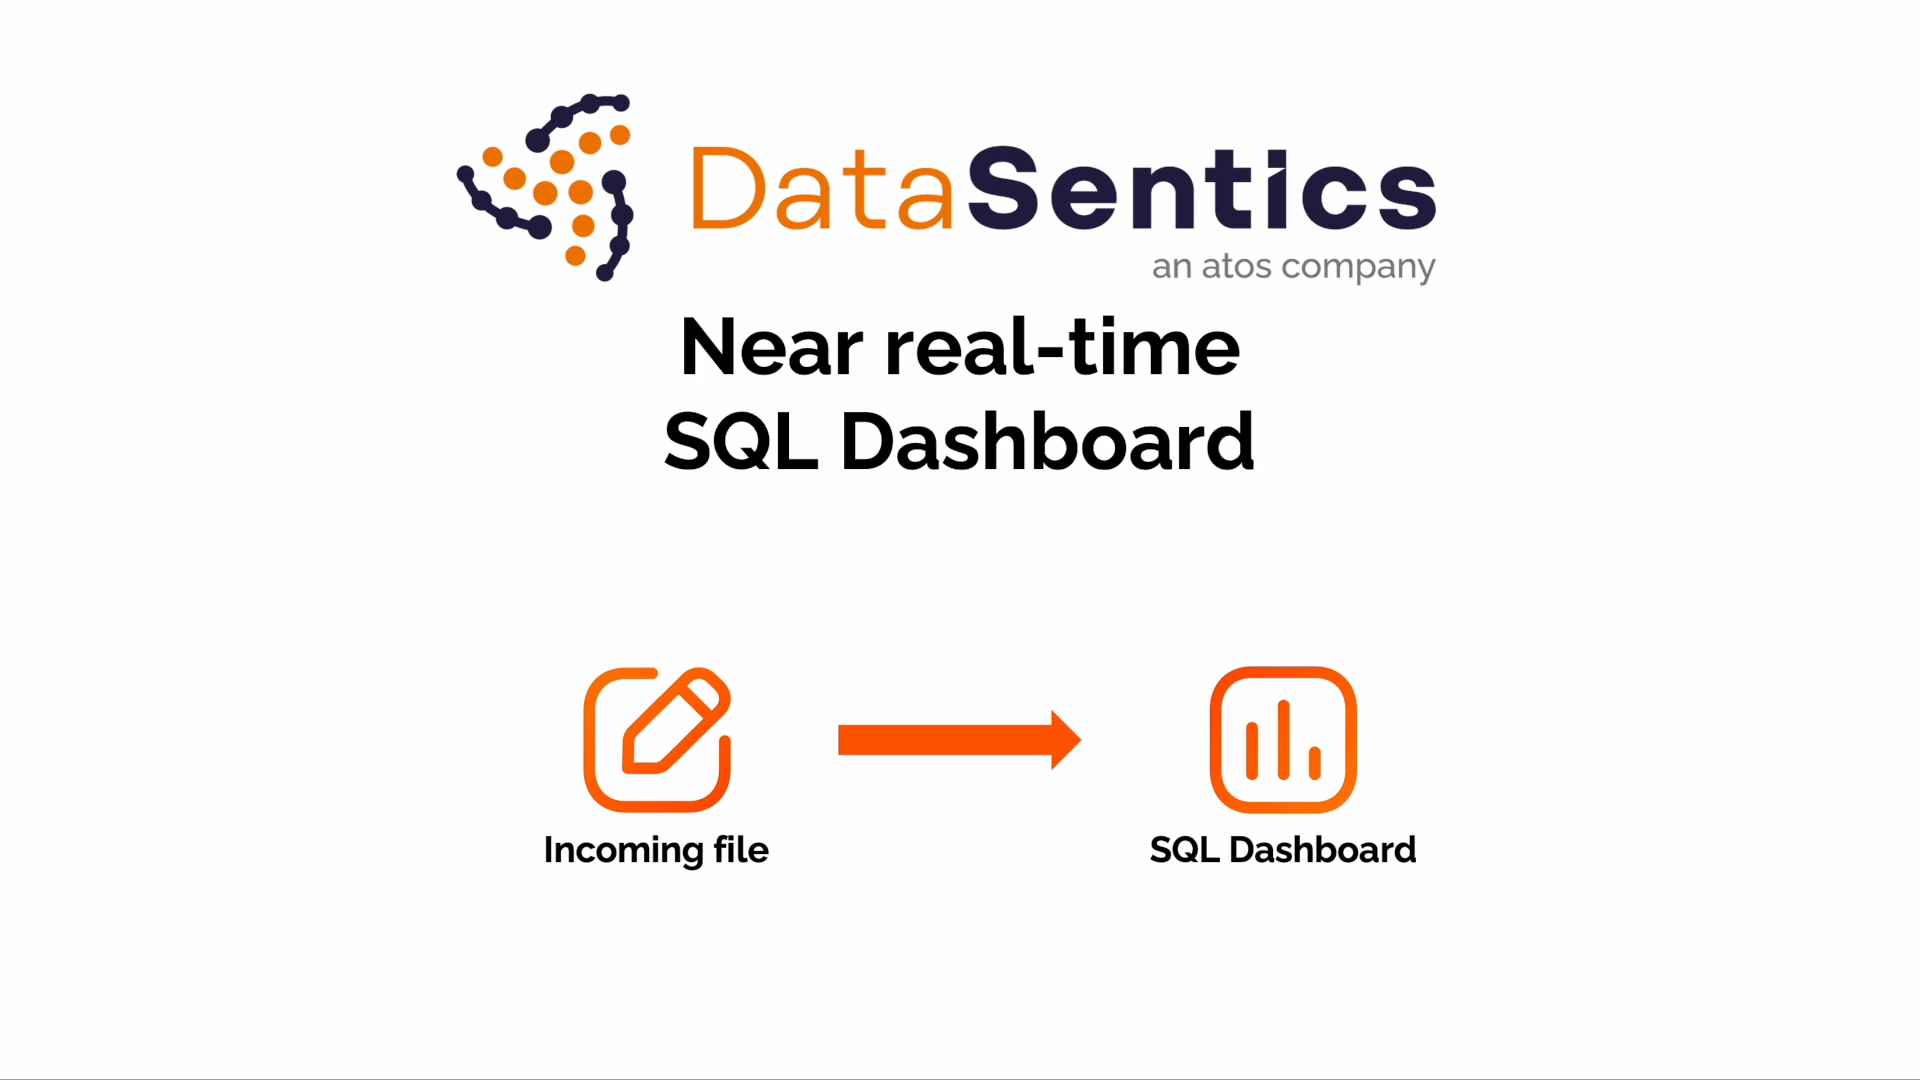 DataSentics
an atos company
Near real-time
SQL Dashboard
Incoming file
SQL Dashboard